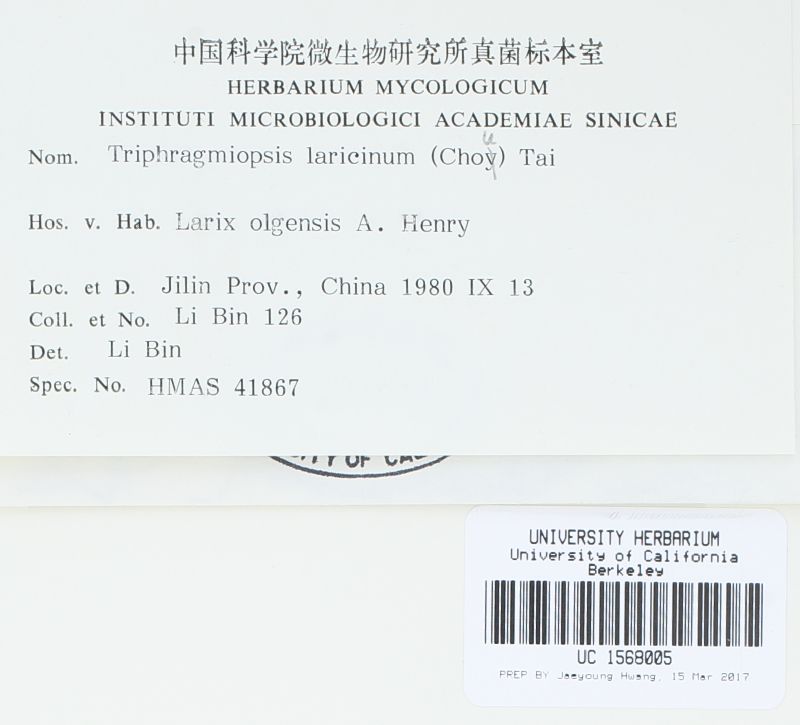 中国科学院微生物研究所真菌标本室
HERBARIUM MYCOLOGICUM
INSTITUTI MICROBIOLOGICI ACADEMIAE SINICAE
Nom. Triphragmiopsis laricinum (Chou) Tai
Hos. v. Hab. Larix olgensis A. Henry
Loc. et D. Jilin Prov., China 1980 IX 13
Coll. et No. Li Bin 126
Det. Li Bin
Spec. No. HMAS 41867
OF
UNIVERSITY HERBARIUM
University of California
Berkeley
UC 1568005
PREP BY Jaeyoung Hwang, 15 Mar 2017